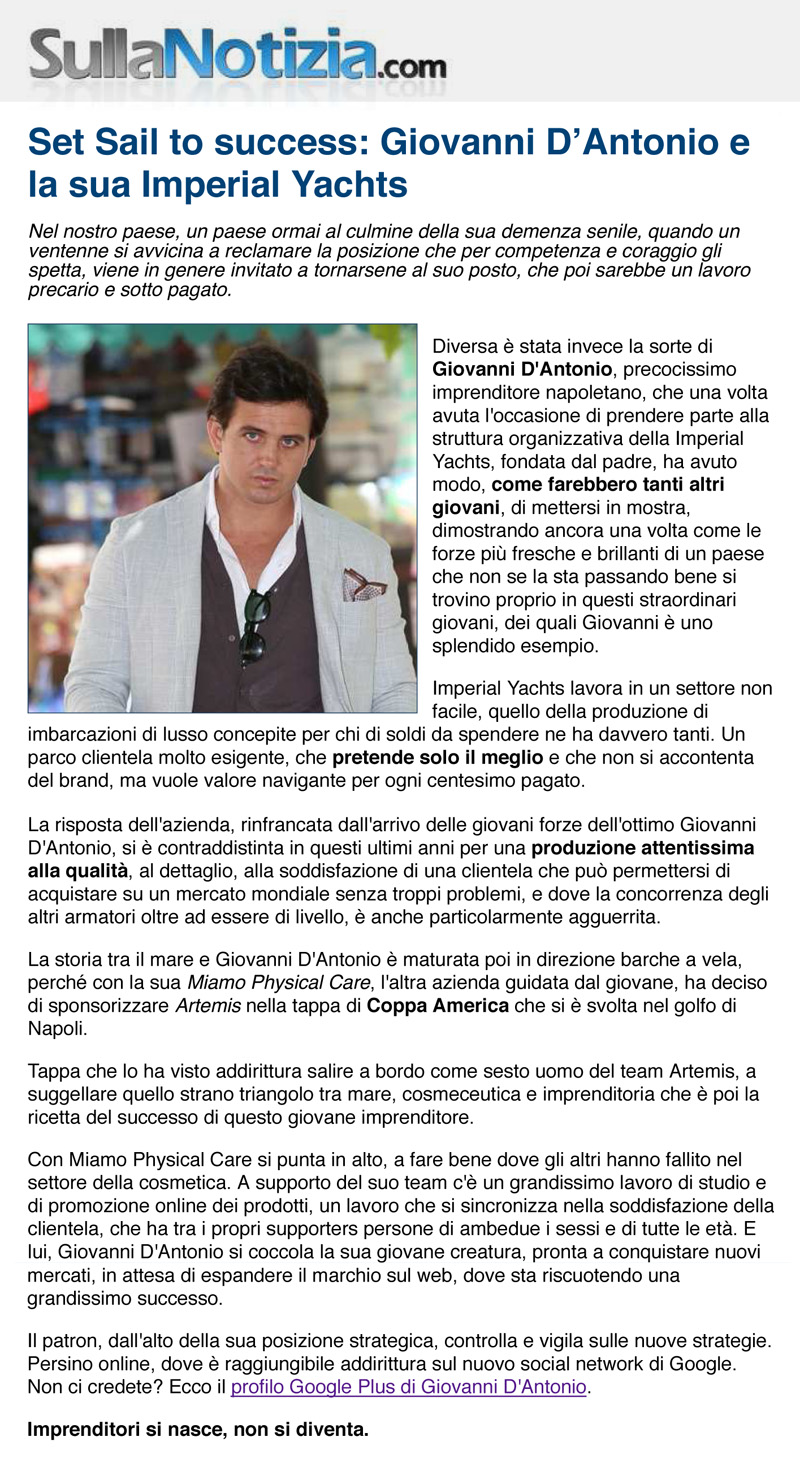 SullaNotizia.com
Set Sail to success: Giovanni D’Antonio e
la sua Imperial Yachts
Nel nostro paese, un paese ormai al culmine della sua demenza senile, quando un
ventenne si avvicina a reclamare la posizione che per competenza e coraggio gli
spetta, viene in genere invitato a tornarsene al suo posto, che poi sarebbe un lavoro
precario e sotto pagato.
Diversa è stata invece la sorte di
Giovanni D'Antonio, precocissimo
imprenditore napoletano, che una volta
avuta l'occasione di prendere parte alla
struttura organizzativa della Imperial
Yachts, fondata dal padre, ha avuto
modo, come farebbero tanti altri
giovani, di mettersi in mostra,
dimostrando ancora una volta come le
forze più fresche e brillanti di un paese
che non se la sta passando bene si
trovino proprio in questi straordinari
giovani, dei quali Giovanni è uno
splendido esempio.
Imperial Yachts lavora in un settore non
facile, quello della produzione di
imbarcazioni di lusso concepite per chi di soldi da spendere ne ha davvero tanti. Un
parco clientela molto esigente, che pretende solo il meglio e che non si accontenta
del brand, ma vuole valore navigante per ogni centesimo pagato.
La risposta dell'azienda, rinfrancata dall'arrivo delle giovani forze dell'ottimo Giovanni
D'Antonio, si è contraddistinta in questi ultimi anni per una produzione attentissima
alla qualità, al dettaglio, alla soddisfazione di una clientela che può permettersi di
acquistare su un mercato mondiale senza troppi problemi, e dove la concorrenza degli
altri armatori oltre ad essere di livello, è anche particolarmente agguerrita.
La storia tra il mare e Giovanni D'Antonio è maturata poi in direzione barche a vela,
perché con la sua Miamo Physical Care, l'altra azienda guidata dal giovane, ha deciso
di sponsorizzare Artemis nella tappa di Coppa America che si è svolta nel golfo di
Napoli.
Tappa che lo ha visto addirittura salire a bordo come sesto uomo del team Artemis, a
suggellare quello strano triangolo tra mare, cosmeceutica e imprenditoria che è poi la
ricetta del successo di questo giovane imprenditore.
Con Miamo Physical Care si punta in alto, a fare bene dove gli altri hanno fallito nel
settore della cosmetica. A supporto del suo team c'è un grandissimo lavoro di studio e
di promozione online dei prodotti, un lavoro che si sincronizza nella soddisfazione della
clientela, che ha tra i propri supporters persone di ambedue i sessi e di tutte le età. E
lui, Giovanni D'Antonio si coccola la sua giovane creatura, pronta a conquistare nuovi
mercati, in attesa di espandere il marchio sul web, dove sta riscuotendo una
grandissimo successo.
Il patron, dall'alto della sua posizione strategica, controlla e vigila sulle nuove strategie.
Persino online, dove è raggiungibile addirittura sul nuovo social network di Google.
Non ci credete? Ecco il profilo Google Plus di Giovanni D'Antonio.
Imprenditori si nasce, non si diventa.